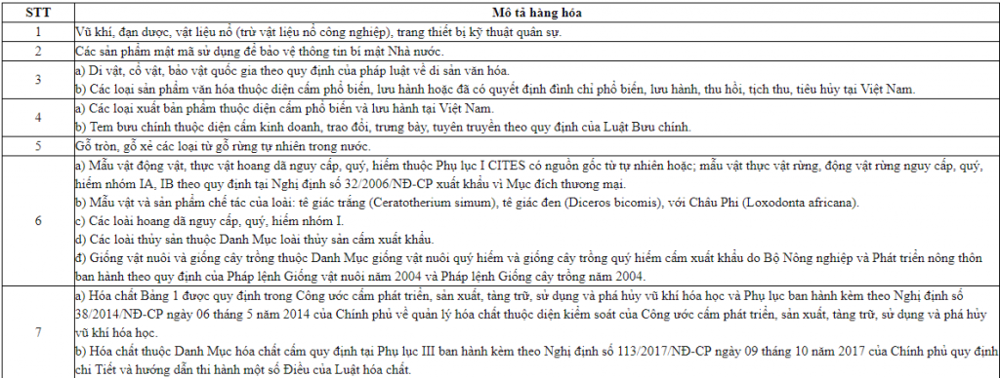 STT Mô tả hàng hóa
1 Vũ khí, đạn dược, vật liệu nổ (trừ vật liệu nổ công nghiệp), trang thiết bị kỹ thuật quân sự.
2 Các sản phẩm mật mã sử dụng để bảo vệ thông tin bí mật Nhà nước.
3 a) Di vật, cổ vật, bảo vật quốc gia theo quy định của pháp luật về di sản văn hóa.
b) Các loại sản phẩm văn hóa thuộc diện cấm phổ biến, lưu hành hoặc đã có quyết định đình chỉ phổ biến, lưu hành, thu hồi, tịch thu, tiêu hủy tại Việt Nam.
4 a) Các loại xuất bản phẩm thuộc diện cấm phổ biến và lưu hành tại Việt Nam.
b) Tem bưu chính thuộc diện cấm kinh doanh, trao đổi, trưng bày, tuyên truyền theo quy định của Luật Bưu chính.
5 Gỗ tròn, gỗ xẻ các loại từ gỗ rừng tự nhiên trong nước.
6 a) Mẫu vật động vật, thực vật hoang dã nguy cấp, quý, hiếm thuộc Phụ lục I CITES có nguồn gốc từ tự nhiên hoặc; mẫu vật thực vật rừng, động vật rừng nguy cấp, quý,
hiếm nhóm IA, IB theo quy định tại Nghị định số 32/2006/NĐ-CP xuất khẩu vì Mục đích thương mại.
b) Mẫu vật và sản phẩm chế tác của loài: tê giác trắng (Ceratotherium simum), tê giác đen (Diceros bicomis), với Châu Phi (Loxodonta africana).
c) Các loài hoang dã nguy cấp, quý, hiếm nhóm I.
d) Các loài thủy sản thuộc Danh Mục loài thủy sản cấm xuất khẩu.
đ) Giống vật nuôi và giống cây trồng thuộc Danh Mục giống vật nuôi quý hiếm và giống cây trồng quý hiếm cấm xuất khẩu do Bộ Nông nghiệp và Phát triển nông thôn
ban hành theo quy định của Pháp lệnh Giống vật nuôi năm 2004 và Pháp lệnh Giống cây trồng năm 2004.
7 a) Hóa chất Bảng 1 được quy định trong Công ước cấm phát triển, sản xuất, tàng trữ, sử dụng và phá hủy vũ khí hóa học và Phụ lục ban hành kèm theo Nghị định số
38/2014/NĐ-CP ngày 06 tháng 5 năm 2014 của Chính phủ về quản lý hóa chất thuộc diện kiểm soát của Công ước cấm phát triển, sản xuất, tàng trữ, sử dụng và phá hủy
vũ khí hóa học.
b) Hóa chất thuộc Danh Mục hóa chất cấm quy định tại Phụ lục III ban hành kèm theo Nghị định số 113/2017/NĐ-CP ngày 09 tháng 10 năm 2017 của Chính phủ quy định
chi Tiết và hướng dẫn thi hành một số Điều của Luật hóa chất.